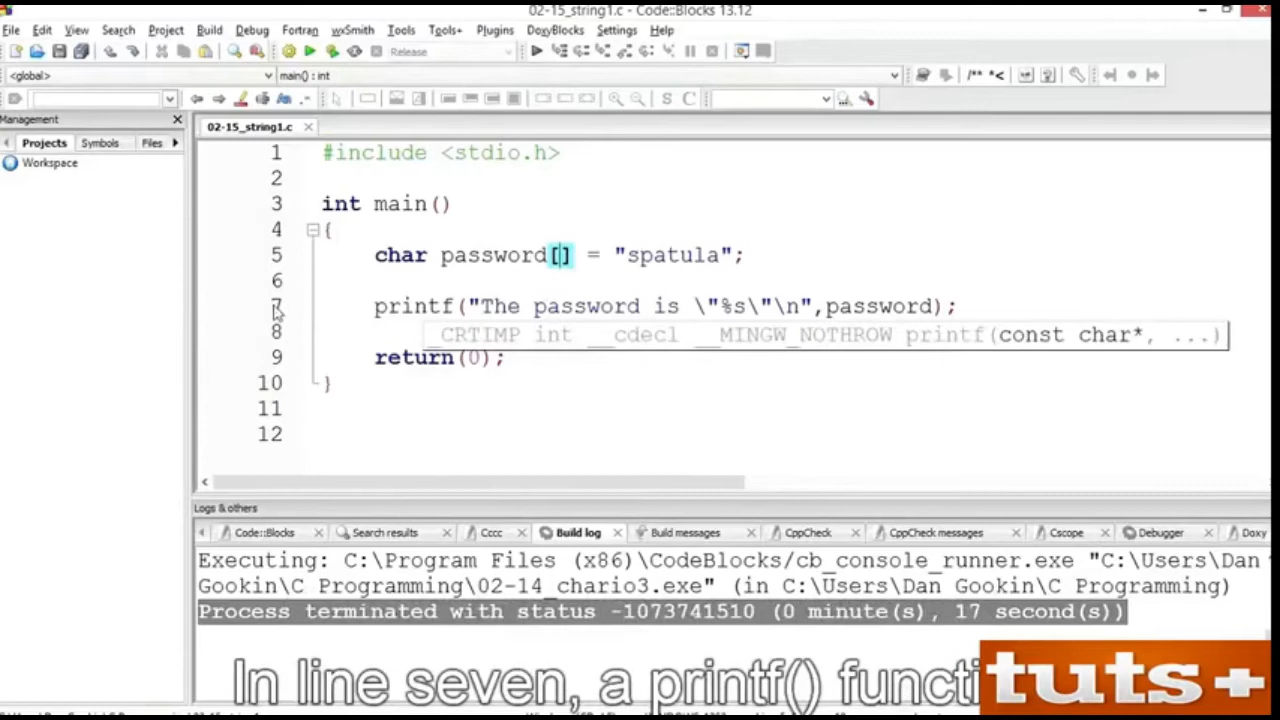 02-15_string1.c - Code::Blocks 13.12
File Edit View Search Project Build Debug Fortran wxSmith Tools Tools+ Plugins DoxyBlocks Settings Help
Release
<global> main() : int
/** *<
S C
Management
02-15_string1.c
Projects Symbols Files
Workspace
1 #include <stdio.h>
2
3 int main()
4 {
5 char password[] = "spatula";
6
7 printf("The password is \"%s\"\n",password);
8 _CRTIMP int __cdecl __MINGW_NOTHROW printf(const char*, ...)
9 return(0);
10 }
11
12
Logs & others
Code::Blocks Search results Cccc Build log Build messages CppCheck CppCheck messages Cscope Debugger Doxy
Executing: C:\Program Files (x86)\CodeBlocks/cb_console_runner.exe "C:\Users\Dan
Gookin\C Programming\02-14_chario3.exe" (in C:\Users\Dan Gookin\C Programming)
Process terminated with status -1073741510 (0 minute(s), 17 second(s))
In line seven, a printf() functi
tuts+